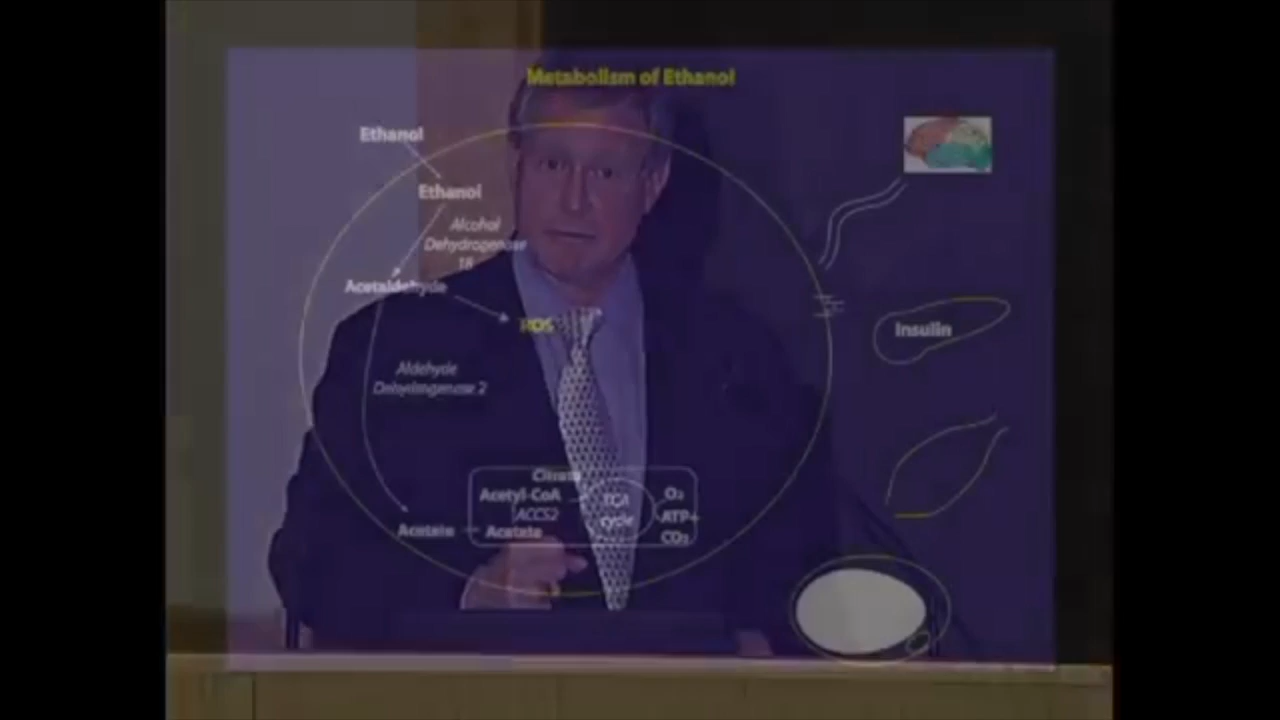 Metabolism of Ethanol
Ethanol
Ethanol
Alcohol
Dehydrogenase
1B
Acetaldehyde
ROS
Insulin
Aldehyde
Dehydrogenase 2
Citrate
Acetyl-CoA
TCA
cycle
O₂
ATP+
CO₂
ACCS2
Acetate
Acetate